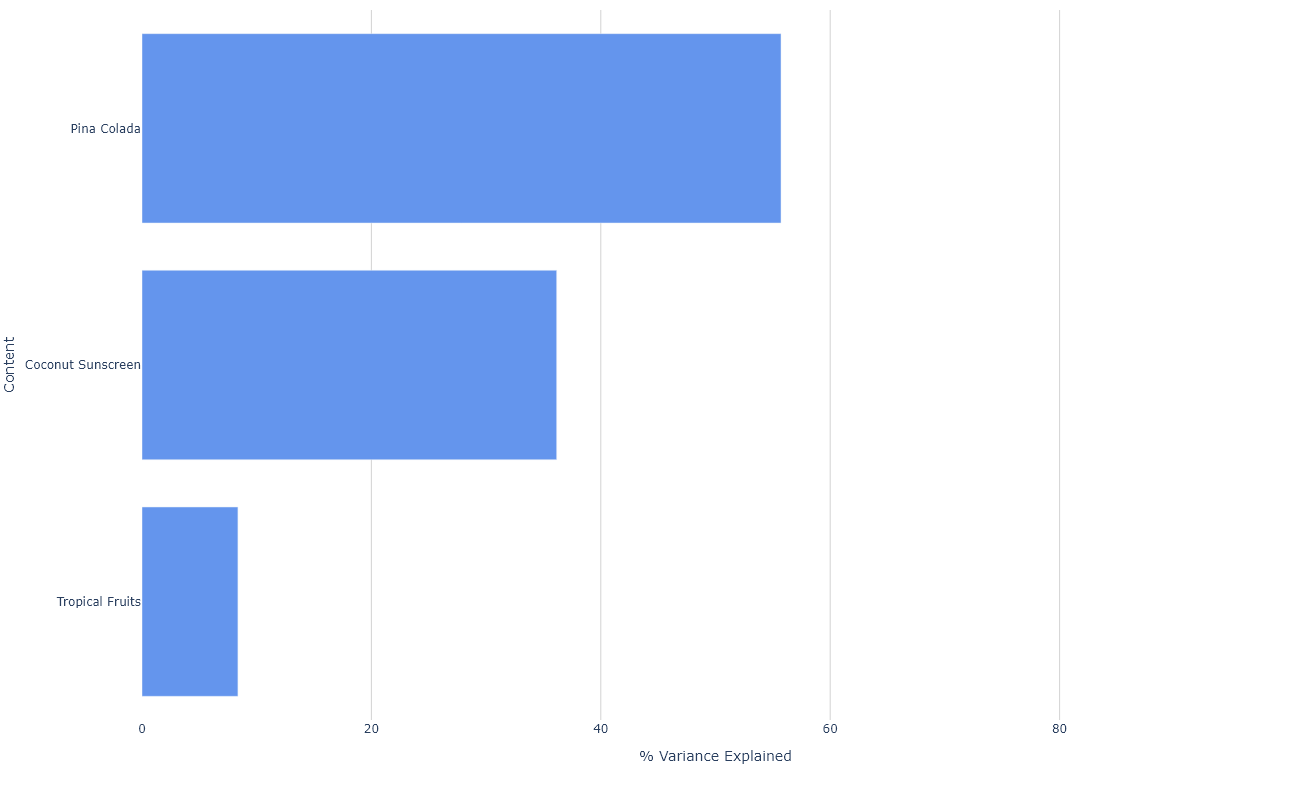 Pina Colada
Coconut Sunscreen
Tropical Fruits
Content
0 20 40 60 80
% Variance Explained